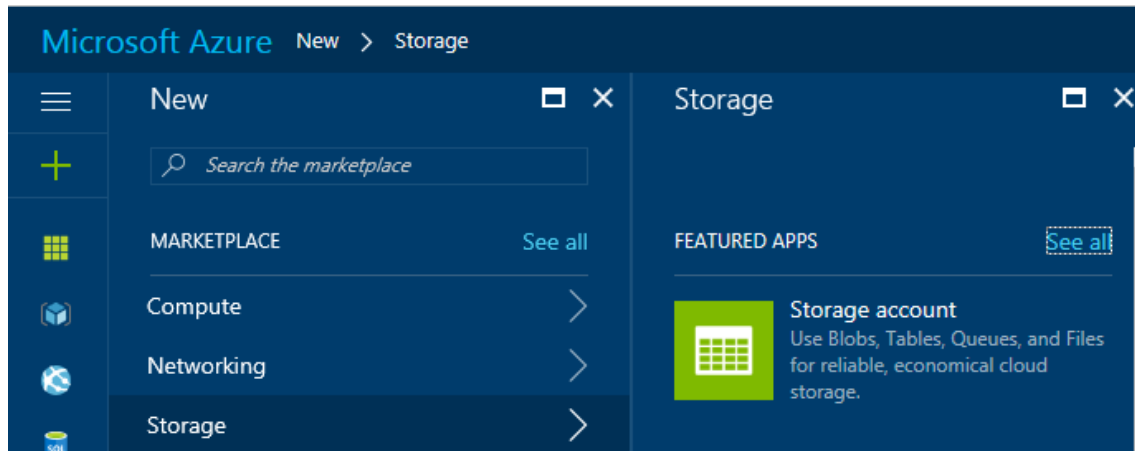 Microsoft Azure New > Storage
New
Storage
Search the marketplace
MARKETPLACE See all
FEATURED APPS See all
Compute
Networking
Storage
Storage account
Use Blobs, Tables, Queues, and Files
for reliable, economical cloud
storage.
SQL